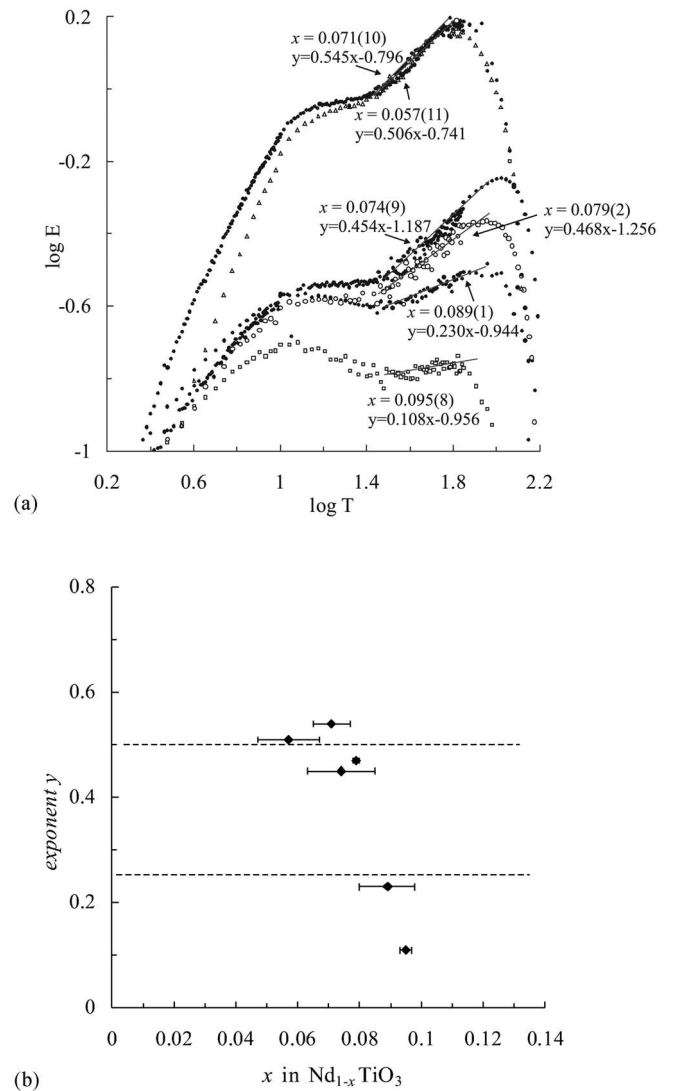 0.2
x = 0.071(10)
y=0.545x-0.796
x = 0.057(11)
y=0.506x-0.741
-0.2
x = 0.074(9)
y=0.454x-1.187
x = 0.079(2)
y=0.468x-1.256
log E
-0.6
x = 0.089(1)
y=0.230x-0.944
x = 0.095(8)
y=0.108x-0.956
-1
0.2 0.6 1 1.4 1.8 2.2
log T
(a)
0.8
0.6
exponent y
0.4
0.2
0
0 0.02 0.04 0.06 0.08 0.1 0.12 0.14
x in Nd₁₋ₓTiO₃
(b)